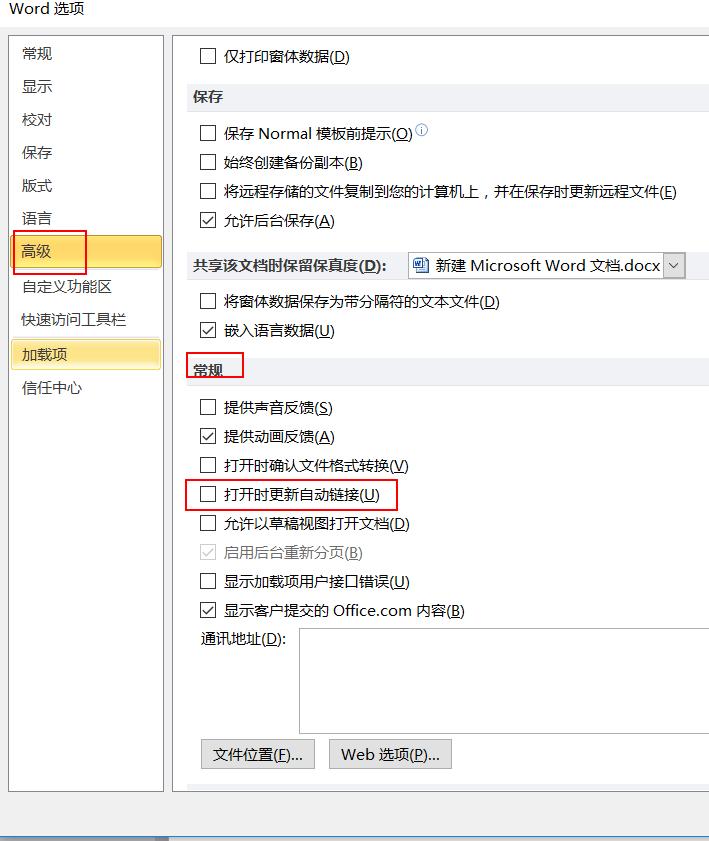 Word 选项
常规
显示
校对
保存
版式
语言
高级
自定义功能区
快速访问工具栏
加载项
信任中心
仅打印窗体数据(D)
保存
保存 Normal 模板前提示(O)
始终创建备份副本(B)
将远程存储的文件复制到您的计算机上，并在保存时更新远程文件(E)
允许后台保存(A)
共享该文档时保留保真度(D): 新建 Microsoft Word 文档.docx
将窗体数据保存为带分隔符的文本文件(D)
嵌入语言数据(U)
常规
提供声音反馈(S)
提供动画反馈(A)
打开时确认文件格式转换(V)
打开时更新自动链接(U)
允许以草稿视图打开文档(D)
启用后台重新分页(B)
显示加载项用户接口错误(U)
显示客户提交的 Office.com 内容(B)
通讯地址(D):
文件位置(F)... Web 选项(P)...